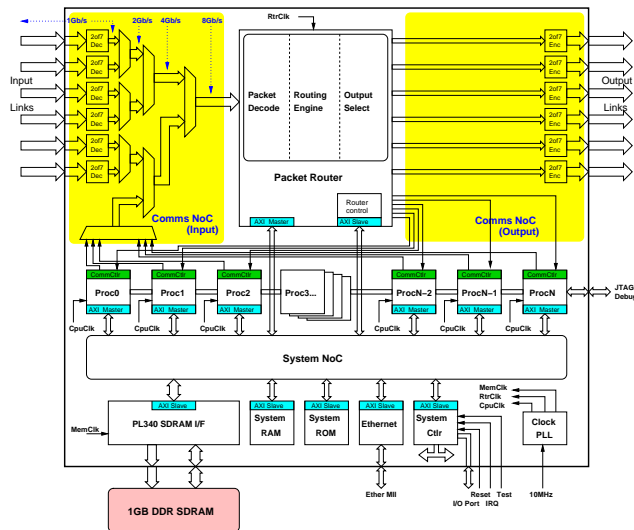 1Gb/s
2Gb/s
4Gb/s
8Gb/s
RtrClk
2of7 Dec
2of7 Dec
2of7 Dec
2of7 Dec
2of7 Dec
2of7 Dec
Input
Links
Packet Decode
Routing Engine
Output Select
Packet Router
2of7 Enc
2of7 Enc
2of7 Enc
2of7 Enc
2of7 Enc
2of7 Enc
Output
Links
Comms NoC
(Input)
Router control
AXI Master
AXI Slave
Comms NoC
(Output)
CommCtlr
Proc0
AXI Master
CommCtlr
Proc1
AXI Master
CommCtlr
Proc2
AXI Master
Proc3...
CommCtlr
ProcN-2
AXI Master
CommCtlr
ProcN-1
AXI Master
CommCtlr
ProcN
AXI Master
JTAG
Debug
CpuClk
CpuClk
CpuClk
CpuClk
CpuClk
CpuClk
System NoC
AXI Slave
PL340 SDRAM I/F
MemClk
AXI Slave
System RAM
AXI Slave
System ROM
AXI Slave
Ethernet
AXI Slave
System Ctlr
MemClk
RtrClk
CpuClk
Clock PLL
Ether MII
Reset
Test
I/O Port
IRQ
10MHz
1GB DDR SDRAM